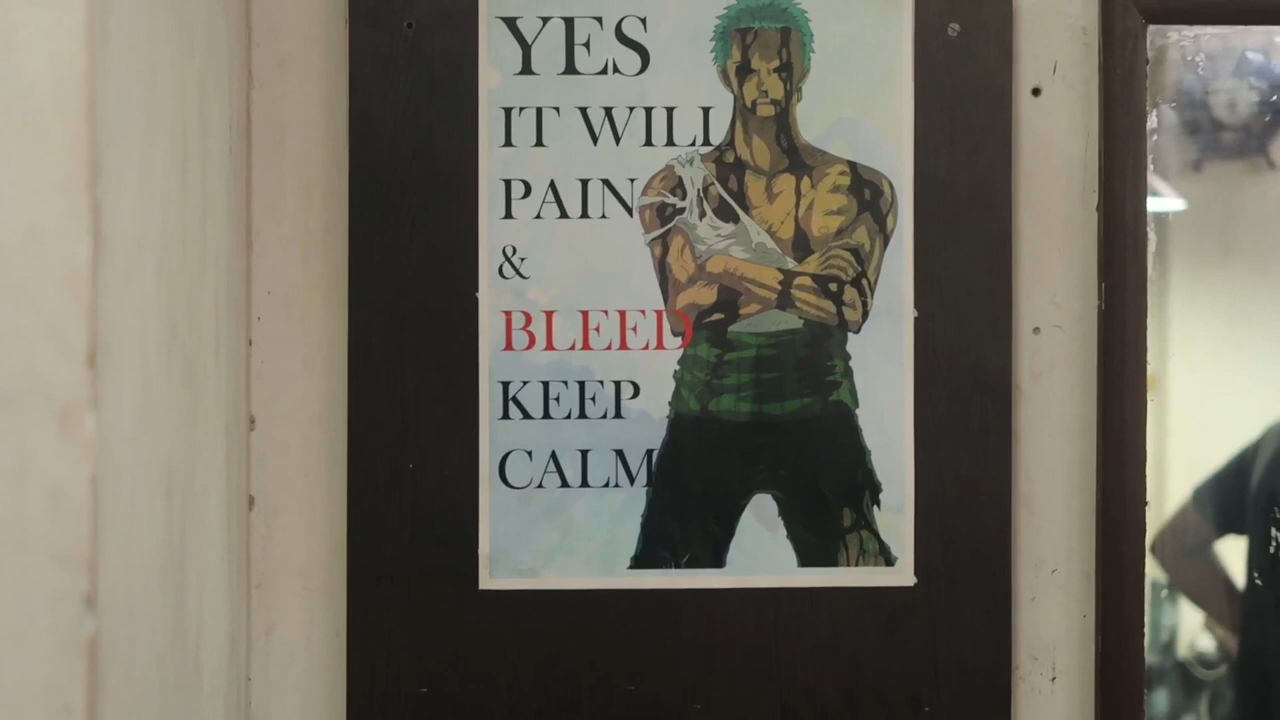 YES
IT WILL
PAIN
&
BLEED
KEEP
CALM